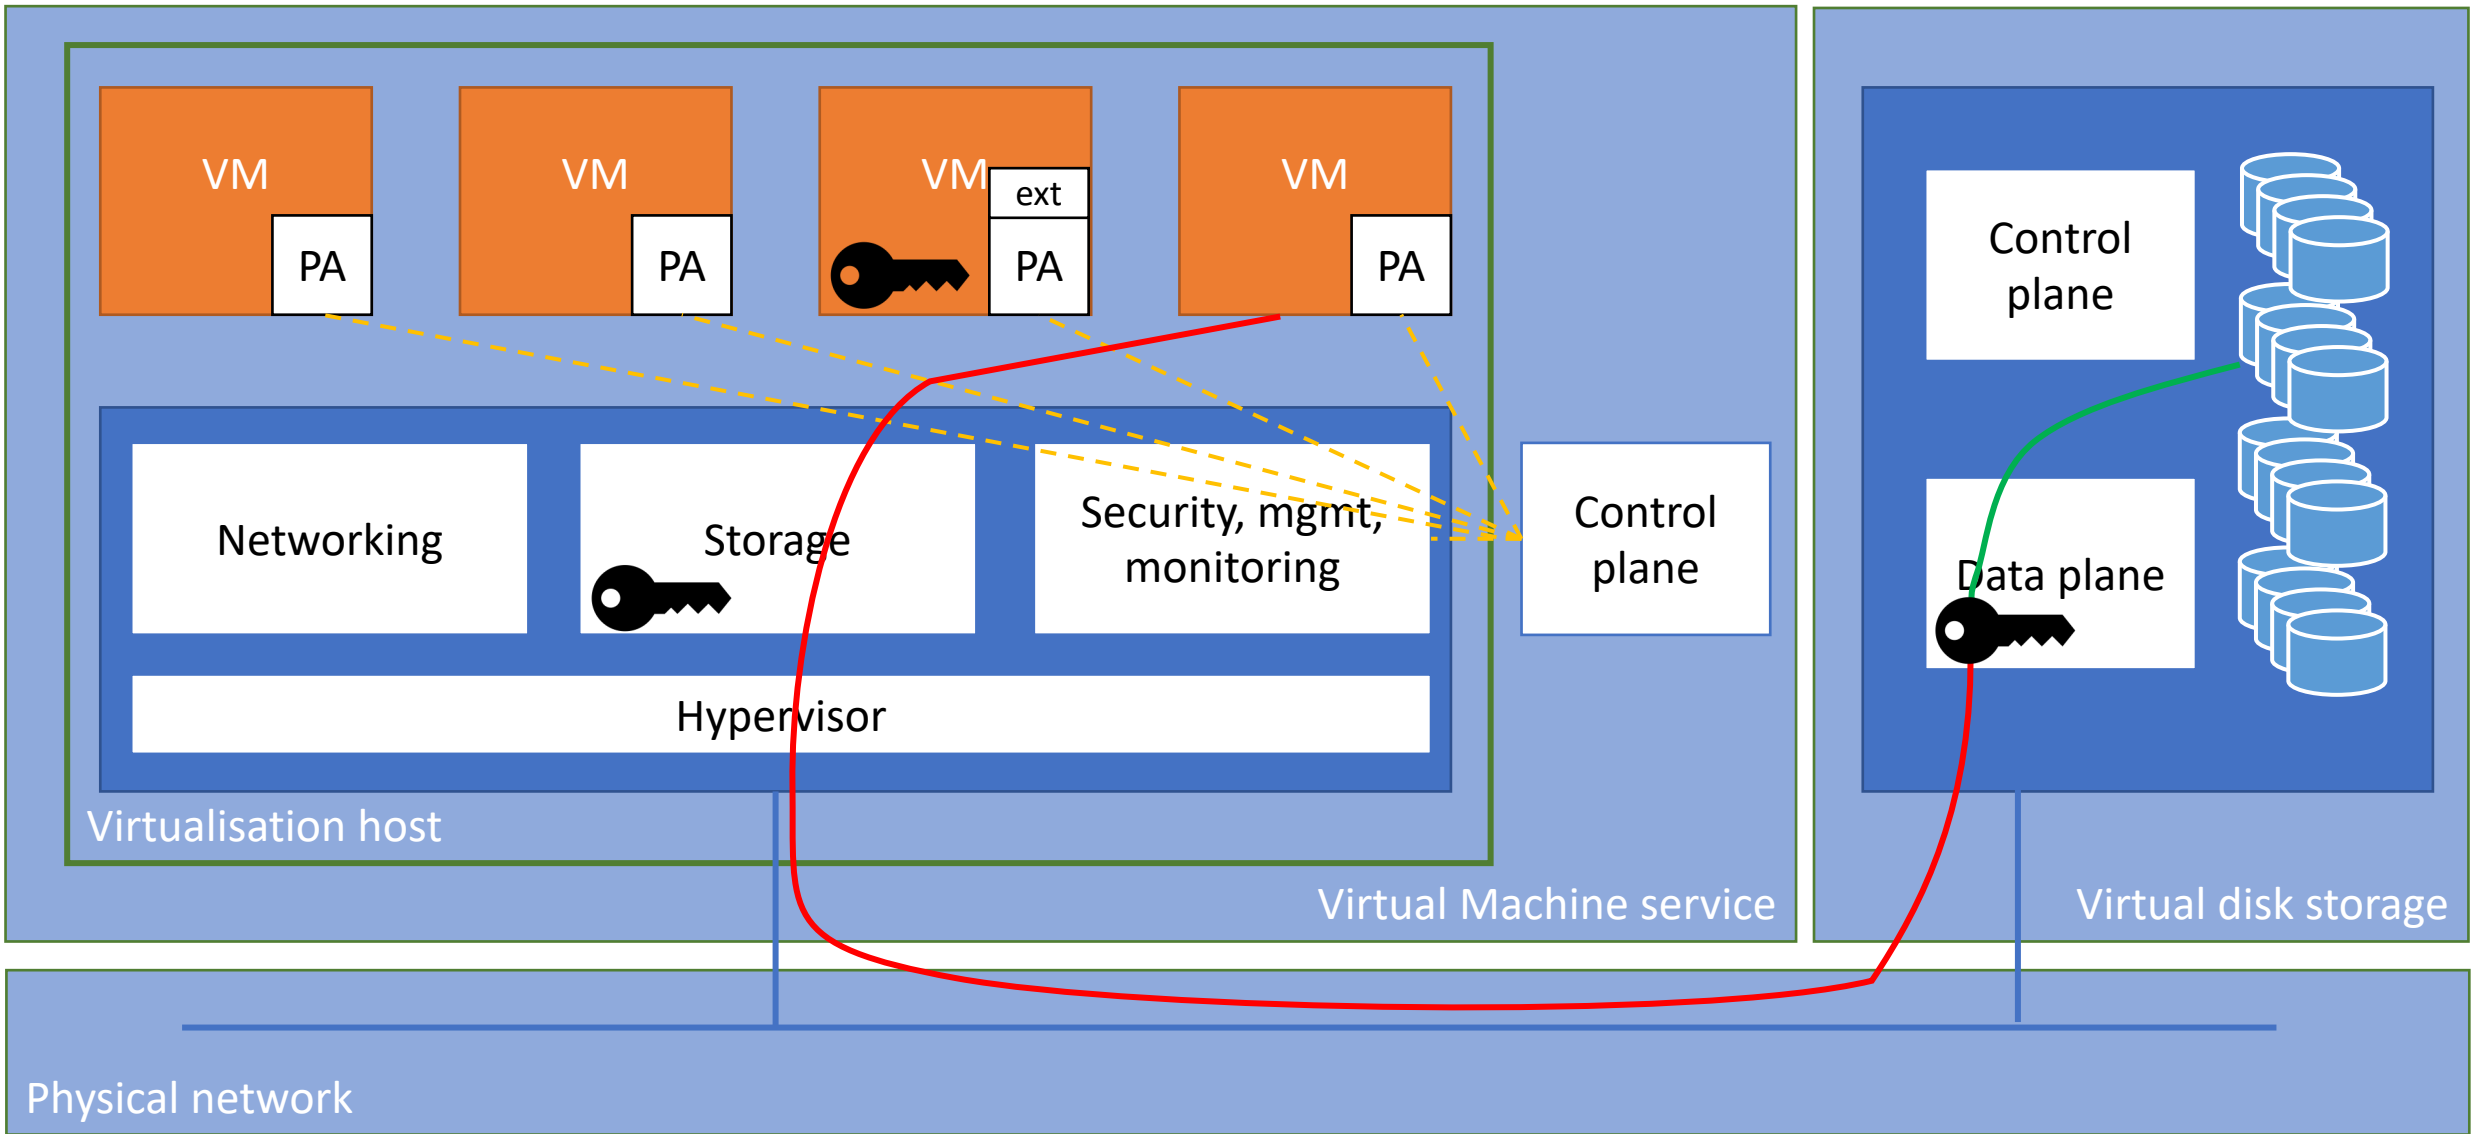 VM
VM
VM
VM
ext
PA
PA
PA
PA
Networking
Storage
Security, mgmt,
monitoring
Hypervisor
Control
plane
Virtualisation host
Virtual Machine service
Control
plane
Data plane
Virtual disk storage
Physical network